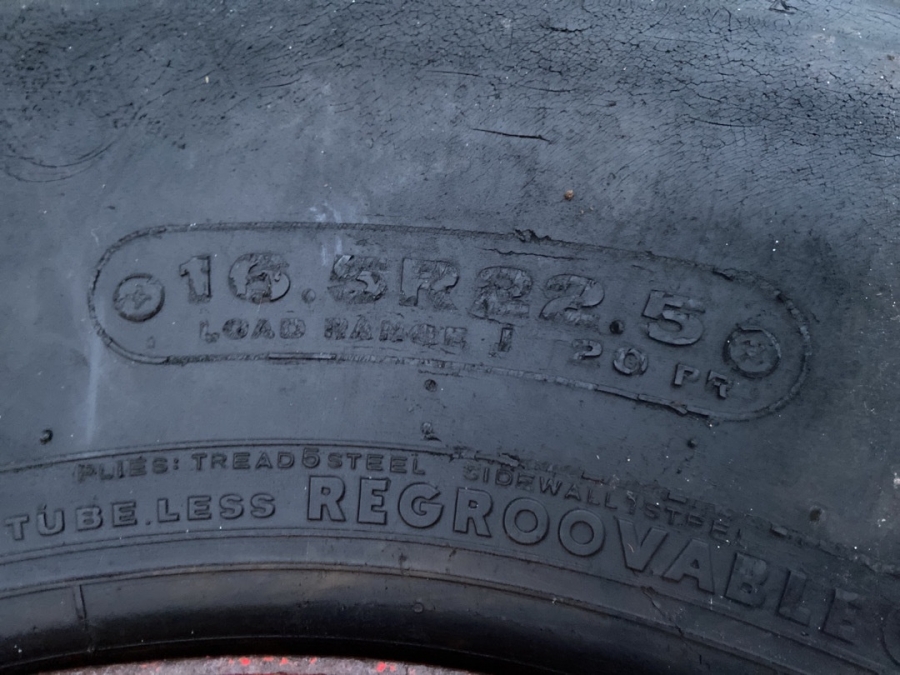 16.5R22.5
LOAD RANGE J 20 PR
PLIES: TREAD 5 STEEL SIDEWALL 1 STEEL
TUBE.LESS REGROOVABLE